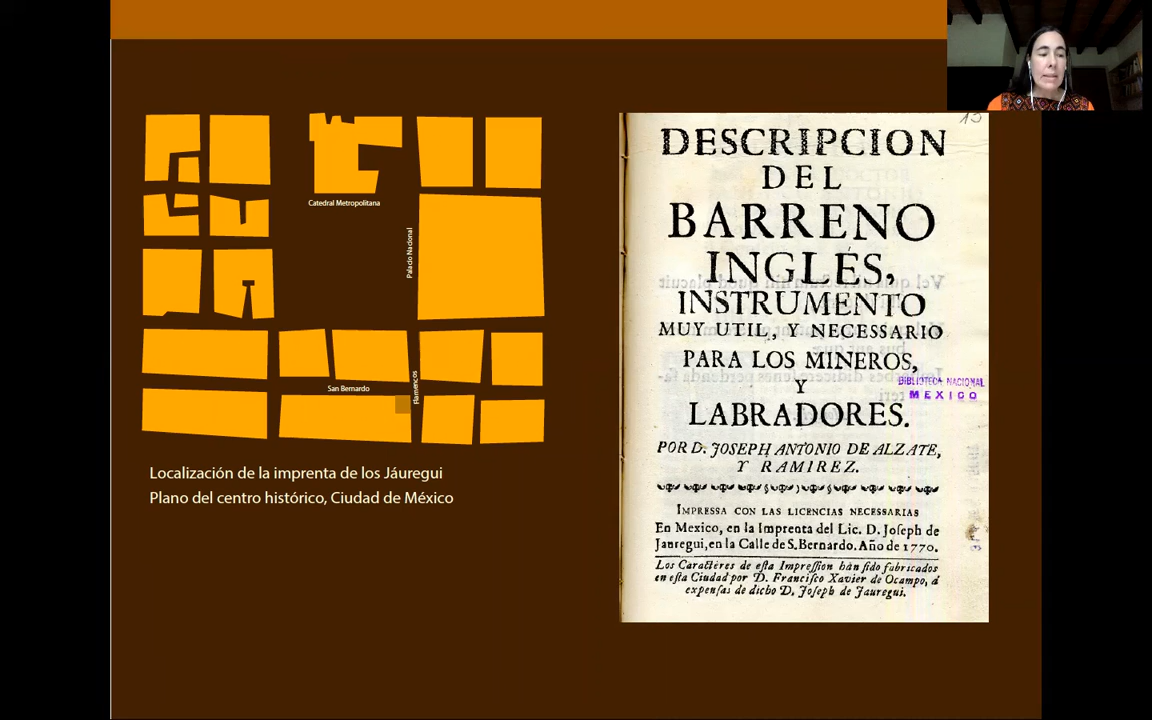 Catedral Metropolitana
Palacio Nacional
San Bernardo
Flamencos
Localización de la imprenta de los Jáuregui
Plano del centro histórico, Ciudad de México
13
DESCRIPCION
DEL
BARRENO
INGLÉS,
INSTRUMENTO
MUY UTIL, Y NECESSARIO
PARA LOS MINEROS,
Y
LABRADORES.
BIBLIOTECA NACIONAL
MEXICO
POR D. JOSEPH ANTONIO DE ALZATE,
Y RAMIREZ.
IMPRESSA CON LAS LICENCIAS NECESSARIAS
En Mexico, en la Imprenta del Lic. D. Joſeph de
Jauregui, en la Calle de S. Bernardo. Año de 1770.
Los Caractères de eſta Impreſſion hàn ſido fabricados
en eſta Ciudad por D. Franciſco Xavier de Ocampo, á
expenſas de dicho D. Joſeph de Jauregui.